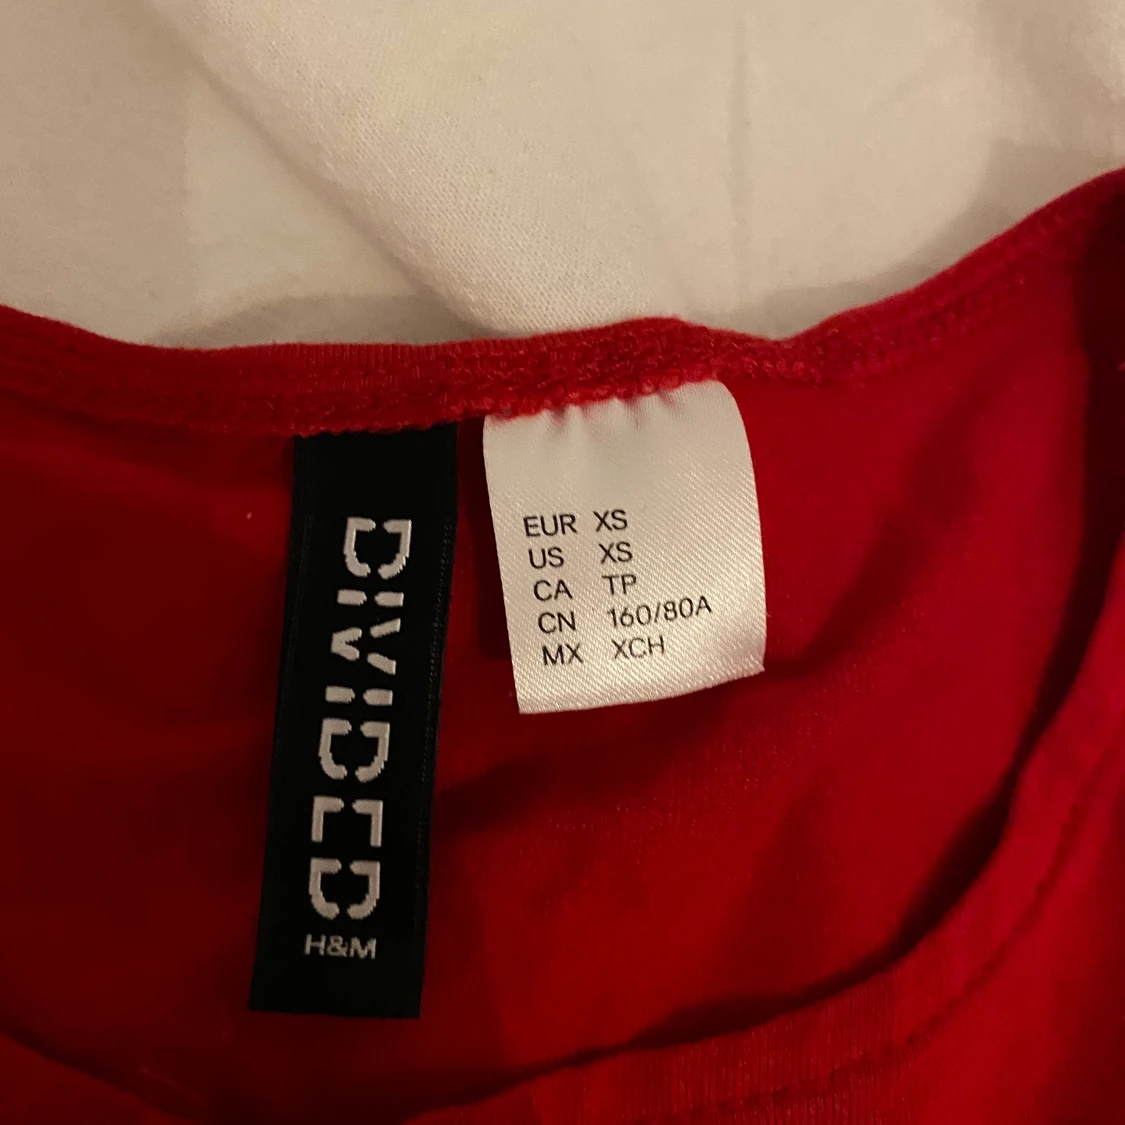 DIVIDED
H&M
EUR XS
US XS
CA TP
CN 160/80A
MX XCH